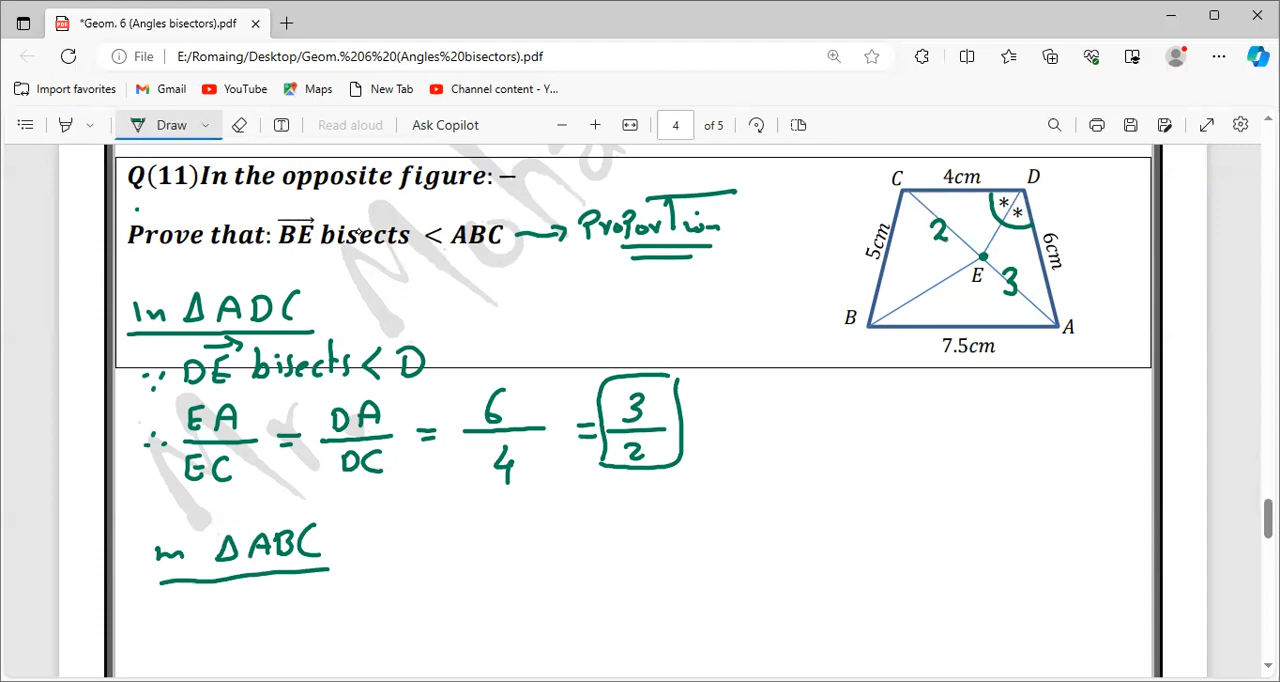 *Geom. 6 (Angles bisectors).pdf
File E:/Romaing/Desktop/Geom.%206%20(Angles%20bisectors).pdf
Import favorites Gmail YouTube Maps New Tab Channel content - Y...
Draw Read aloud Ask Copilot 4 of 5
Q(11)In the opposite figure: −
Prove that: BE bisects < ABC → Proportion
C 4cm D
* *
5cm 2 6cm
E 3
B A
7.5cm
In Δ ADC
∵ DE bisects < D
∴ EA/EC = DA/DC = 6/4 = 3/2
in Δ ABC
Mr. Moha